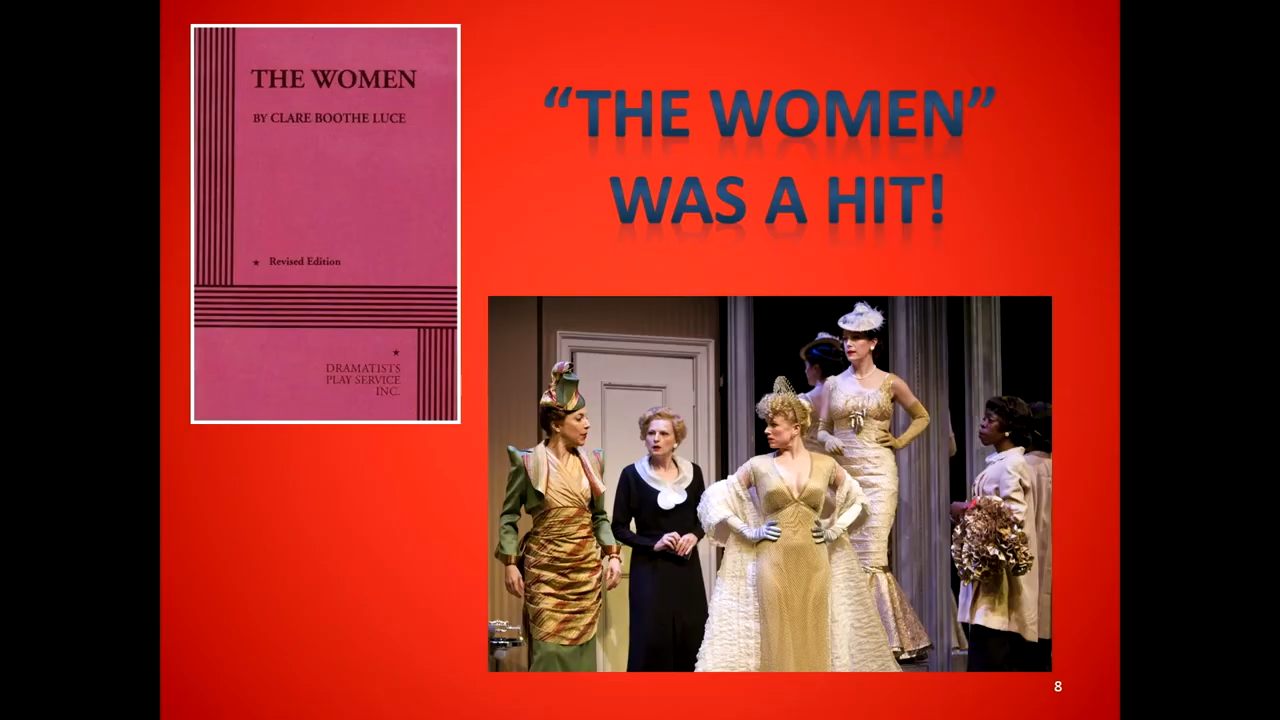 THE WOMEN
BY CLARE BOOTHE LUCE
★ Revised Edition
★
DRAMATISTS
PLAY SERVICE
INC.
“THE WOMEN”
WAS A HIT!
8